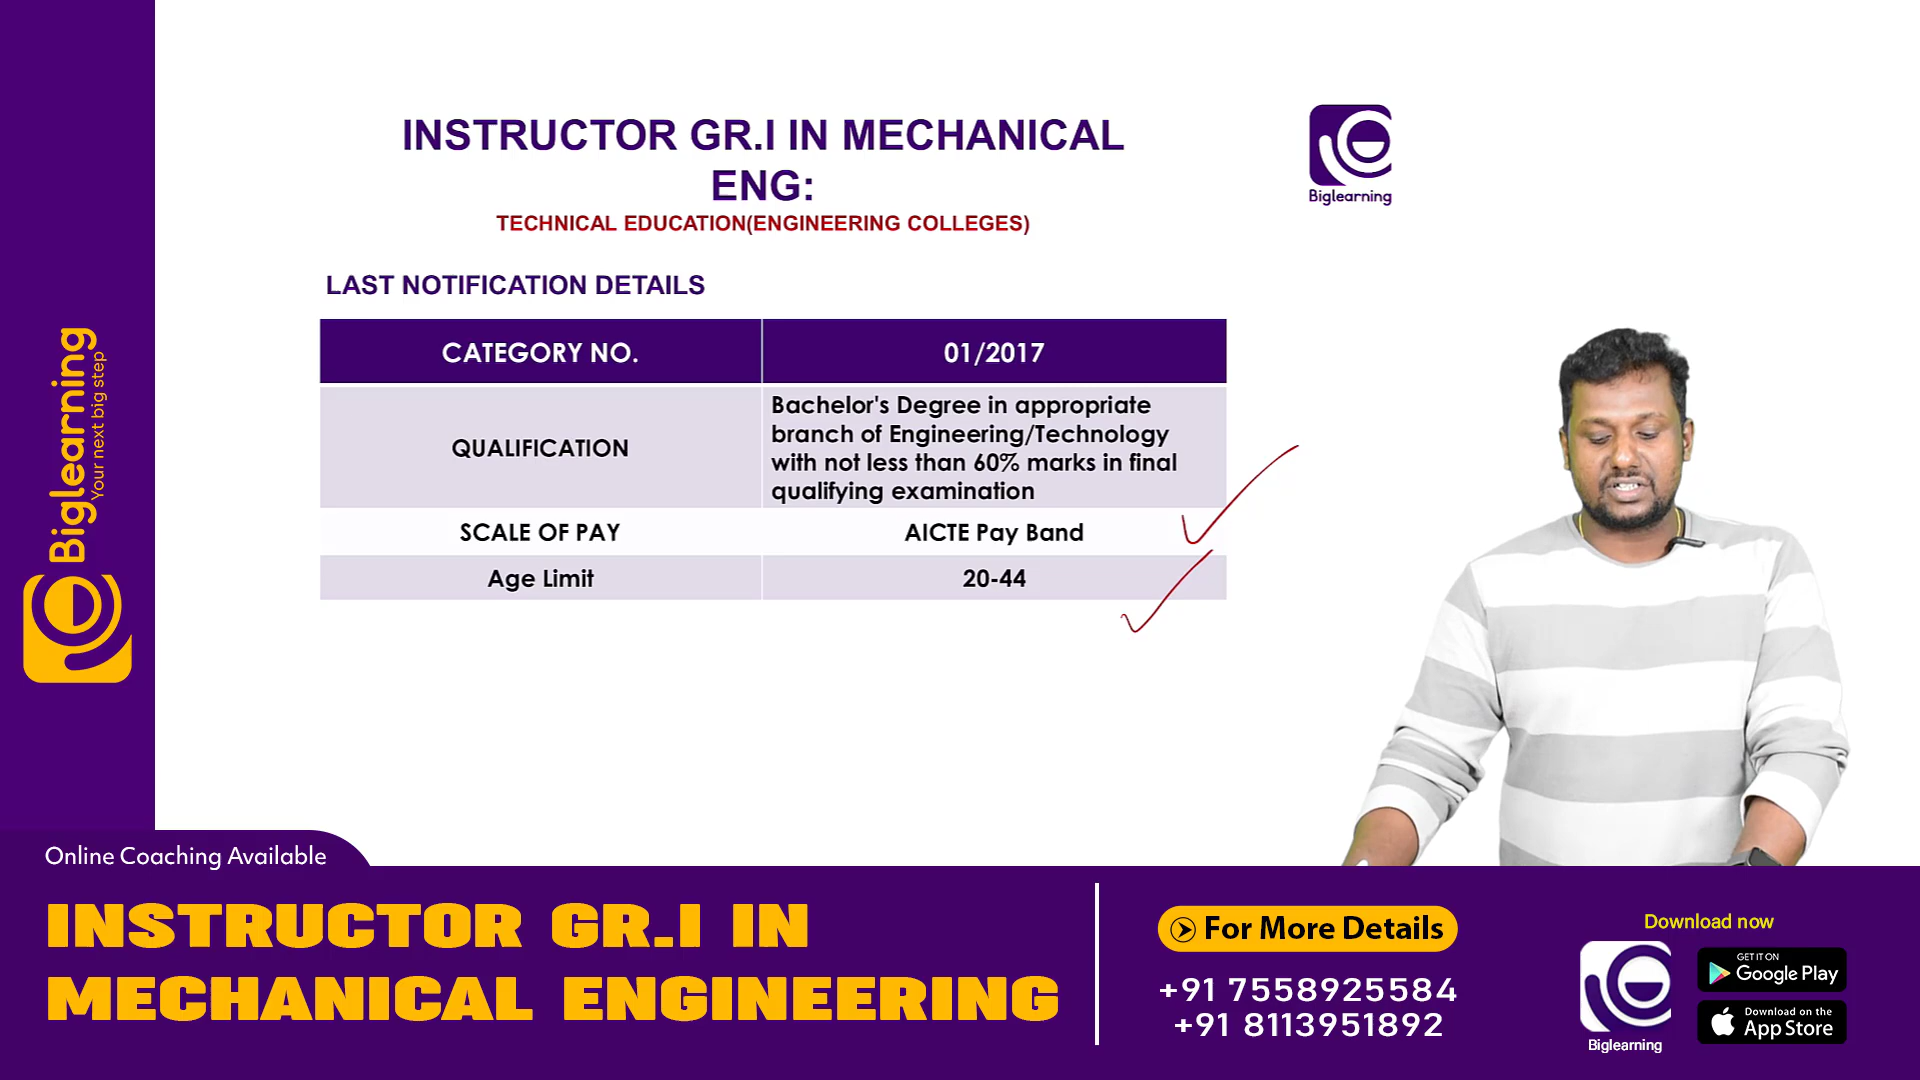 INSTRUCTOR GR.I IN MECHANICAL
ENG:
TECHNICAL EDUCATION(ENGINEERING COLLEGES)
Biglearning
LAST NOTIFICATION DETAILS
CATEGORY NO.
01/2017
QUALIFICATION
Bachelor's Degree in appropriate
branch of Engineering/Technology
with not less than 60% marks in final
qualifying examination
SCALE OF PAY
AICTE Pay Band
Age Limit
20-44
Biglearning
Your next big step
Online Coaching Available
INSTRUCTOR GR.I IN
MECHANICAL ENGINEERING
For More Details
+91 7558925584
+91 8113951892
Download now
Biglearning
GET IT ON
Google Play
Download on the
App Store